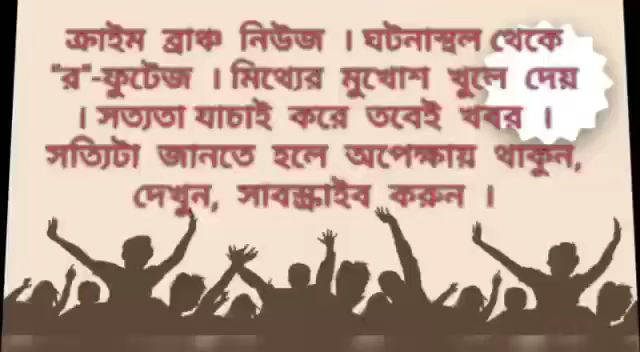 ক্রাইম ব্রাঞ্চ নিউজ । ঘটনাস্থল থেকে
"র"-ফুটেজ । মিথ্যের মুখোশ খুলে দেয়
। সত্যতা যাচাই করে তবেই খবর ।
সত্যিটা জানতে হলে অপেক্ষায় থাকুন,
দেখুন, সাবস্ক্রাইব করুন ।